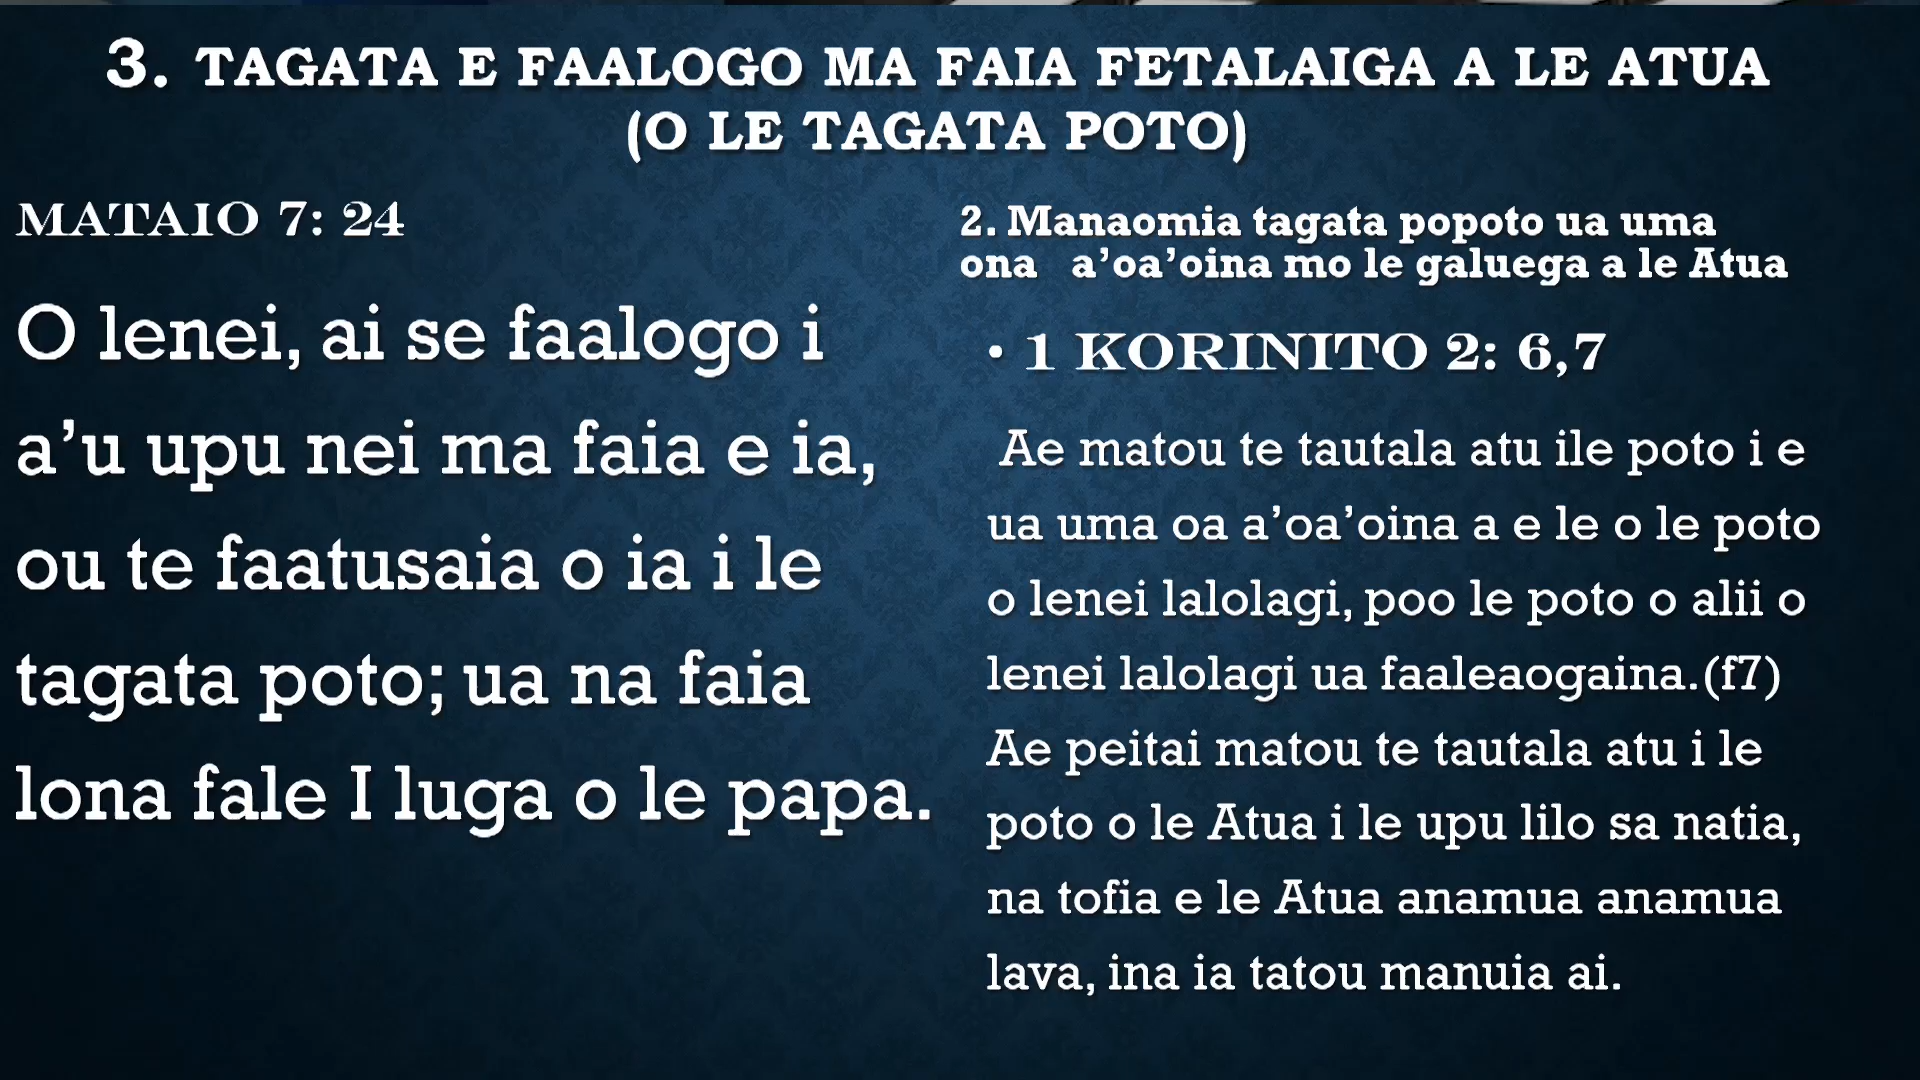 3. TAGATA E FAALOGO MA FAIA FETALAIGA A LE ATUA
(O LE TAGATA POTO)
MATAIO 7: 24
O lenei, ai se faalogo i
a’u upu nei ma faia e ia,
ou te faatusaia o ia i le
tagata poto; ua na faia
lona fale I luga o le papa.
2. Manaomia tagata popoto ua uma
ona a’oa’oina mo le galuega a le Atua
• 1 KORINITO 2: 6,7
Ae matou te tautala atu ile poto i e
ua uma oa a’oa’oina a e le o le poto
o lenei lalolagi, poo le poto o alii o
lenei lalolagi ua faaleaogaina.(f7)
Ae peitai matou te tautala atu i le
poto o le Atua i le upu lilo sa natia,
na tofia e le Atua anamua anamua
lava, ina ia tatou manuia ai.